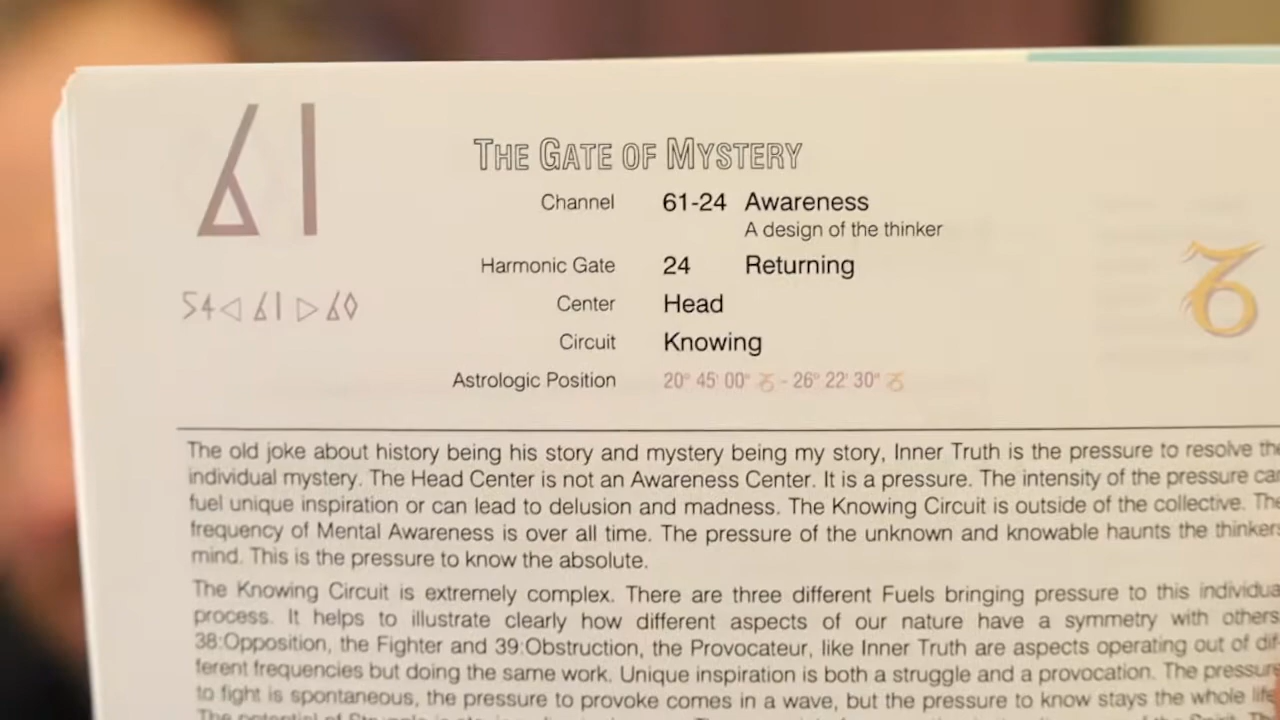 61
THE GATE OF MYSTERY
Channel 61-24 Awareness
A design of the thinker
Harmonic Gate 24 Returning
54 ◁ 61 ▷ 60
Center Head
Circuit Knowing
Astrologic Position 20° 45' 00" ♑ - 26° 22' 30" ♑
♑
The old joke about history being his story and mystery being my story, Inner Truth is the pressure to resolve the
individual mystery. The Head Center is not an Awareness Center. It is a pressure. The intensity of the pressure ca
fuel unique inspiration or can lead to delusion and madness. The Knowing Circuit is outside of the collective. The
frequency of Mental Awareness is over all time. The pressure of the unknown and knowable haunts the thinkers
mind. This is the pressure to know the absolute.
The Knowing Circuit is extremely complex. There are three different Fuels bringing pressure to this individua
process. It helps to illustrate clearly how different aspects of our nature have a symmetry with others.
38:Opposition, the Fighter and 39:Obstruction, the Provocateur, like Inner Truth are aspects operating out of dif-
ferent frequencies but doing the same work. Unique inspiration is both a struggle and a provocation. The pressure
to fight is spontaneous, the pressure to provoke comes in a wave, but the pressure to know stays the whole life
The potential of Struggle is